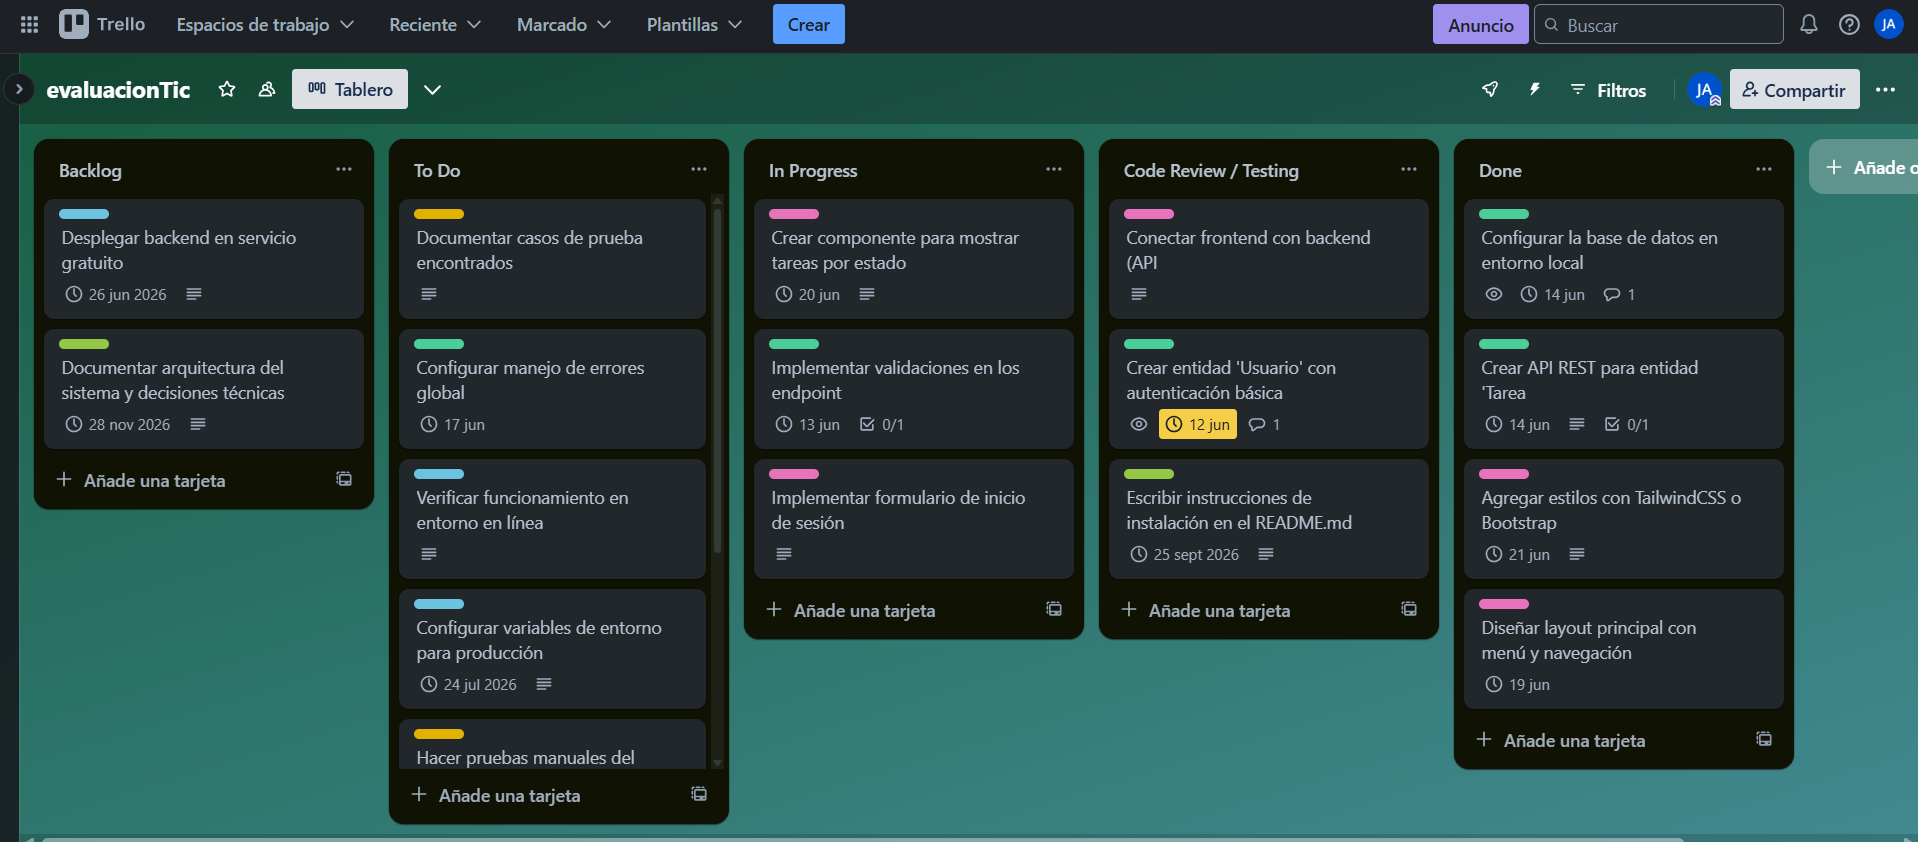 Trello
Espacios de trabajo
Reciente
Marcado
Plantillas
Crear
Anuncio
Buscar
JA
evaluacionTic
Tablero
Filtros
JA
Compartir
Backlog
Desplegar backend en servicio
gratuito
26 jun 2026
Documentar arquitectura del
sistema y decisiones técnicas
28 nov 2026
Añade una tarjeta
To Do
Documentar casos de prueba
encontrados
Configurar manejo de errores
global
17 jun
Verificar funcionamiento en
entorno en línea
Configurar variables de entorno
para producción
24 jul 2026
Hacer pruebas manuales del
Añade una tarjeta
In Progress
Crear componente para mostrar
tareas por estado
20 jun
Implementar validaciones en los
endpoint
13 jun 0/1
Implementar formulario de inicio
de sesión
Añade una tarjeta
Code Review / Testing
Conectar frontend con backend
(API
Crear entidad 'Usuario' con
autenticación básica
12 jun 1
Escribir instrucciones de
instalación en el README.md
25 sept 2026
Añade una tarjeta
Done
Configurar la base de datos en
entorno local
14 jun 1
Crear API REST para entidad
'Tarea
14 jun 0/1
Agregar estilos con TailwindCSS o
Bootstrap
21 jun
Diseñar layout principal con
menú y navegación
19 jun
Añade una tarjeta
Añade o